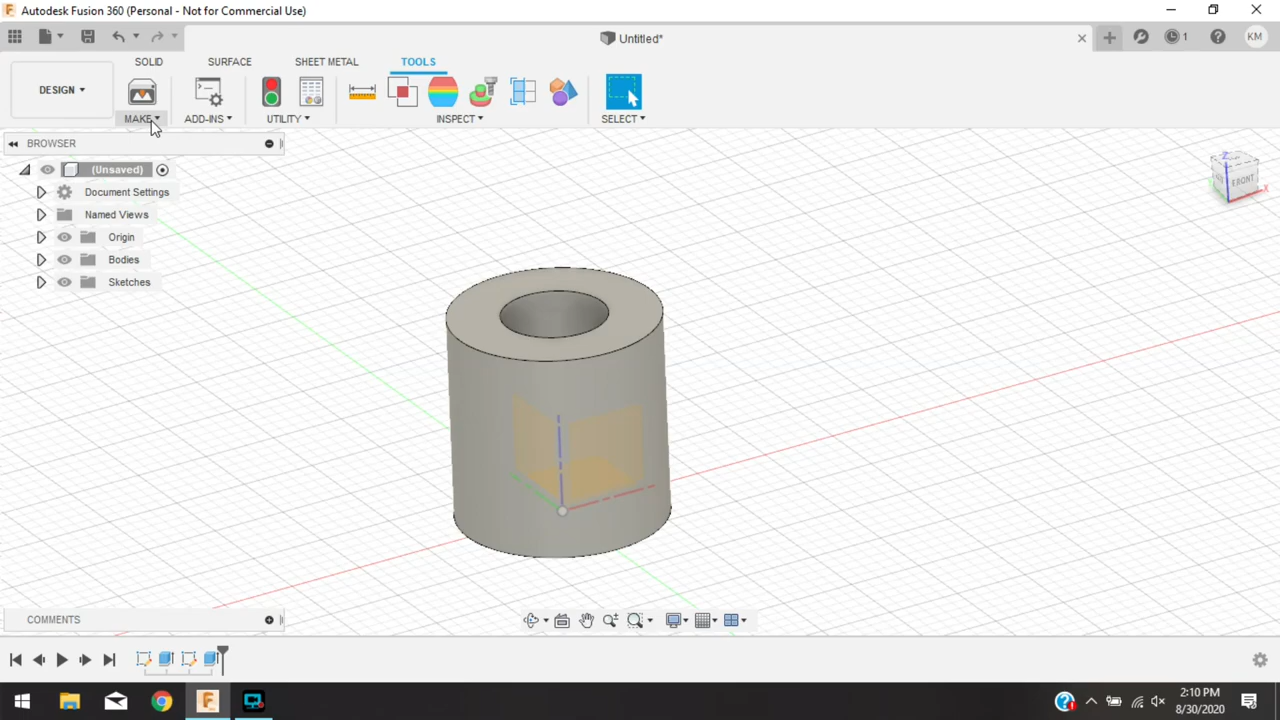 Autodesk Fusion 360 (Personal - Not for Commercial Use)
Untitled*
1
KM
SOLID
SURFACE
SHEET METAL
TOOLS
DESIGN
MAKE
ADD-INS
UTILITY
INSPECT
SELECT
BROWSER
(Unsaved)
Document Settings
Named Views
Origin
Bodies
Sketches
Z
FRONT
X
COMMENTS
2:10 PM
8/30/2020